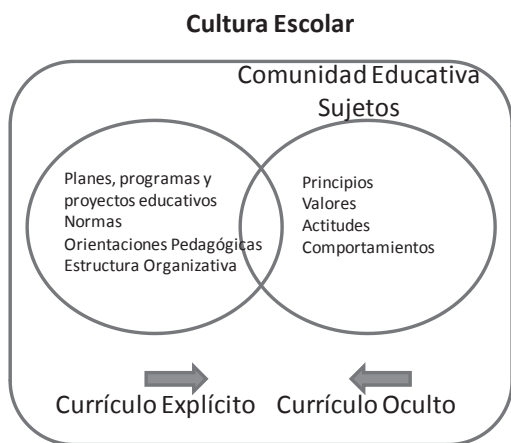 Cultura Escolar
Comunidad Educativa
Sujetos
Planes, programas y
proyectos educativos
Normas
Orientaciones Pedagógicas
Estructura Organizativa
Principios
Valores
Actitudes
Comportamientos
Currículo Explícito
Currículo Oculto